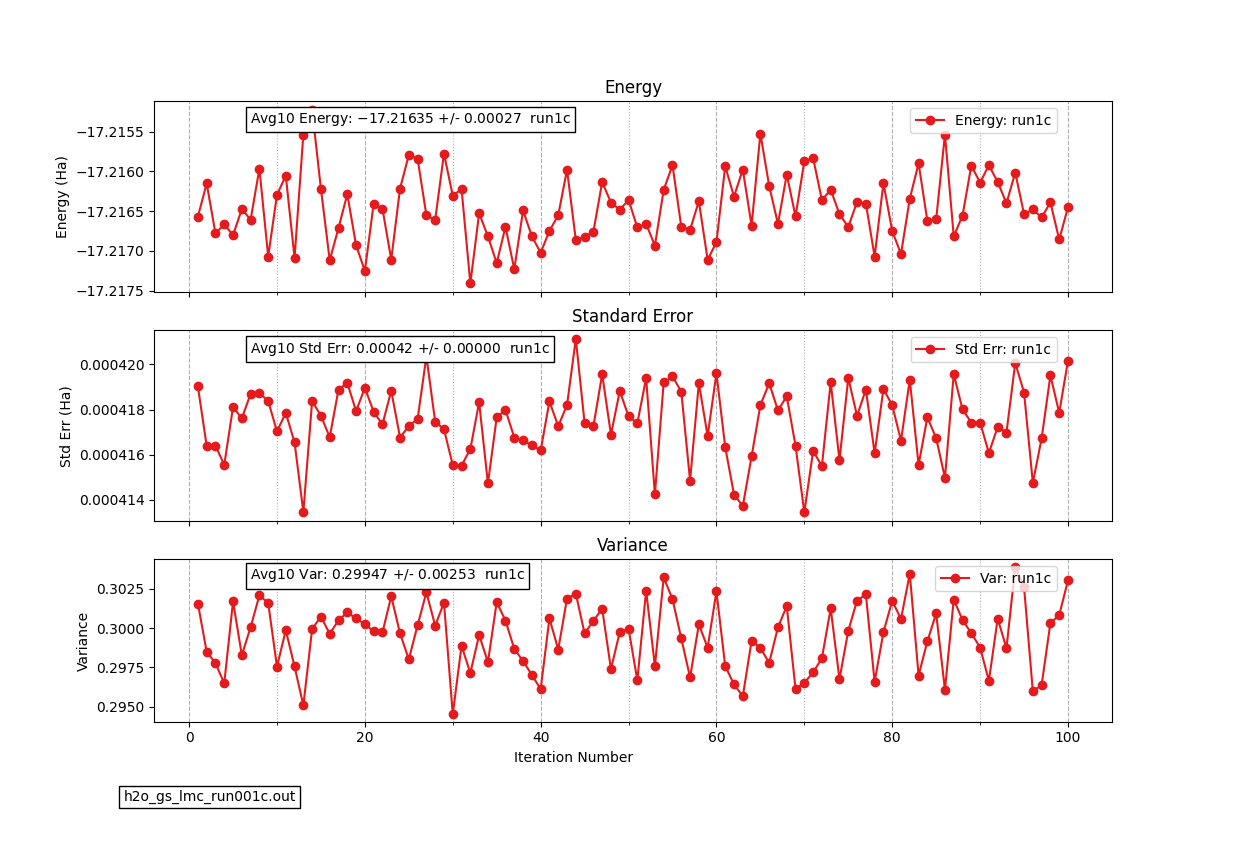 Energy
Avg10 Energy: −17.21635 +/- 0.00027 run1c
Energy: run1c
Energy (Ha)
−17.2155
−17.2160
−17.2165
−17.2170
−17.2175
Standard Error
Avg10 Std Err: 0.00042 +/- 0.00000 run1c
Std Err: run1c
Std Err (Ha)
0.000420
0.000418
0.000416
0.000414
Variance
Avg10 Var: 0.29947 +/- 0.00253 run1c
Var: run1c
Variance
0.3025
0.3000
0.2975
0.2950
0 20 40 60 80 100
Iteration Number
h2o_gs_lmc_run001c.out